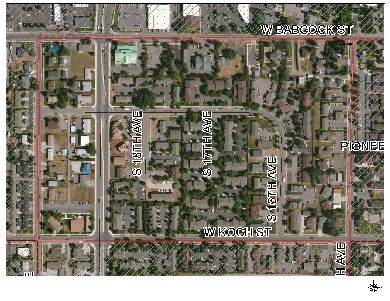 W BABCOCK ST
S 18TH AVE
S 17TH AVE
S 16TH AVE
PIONEE
W KOCH ST
H AVE
E